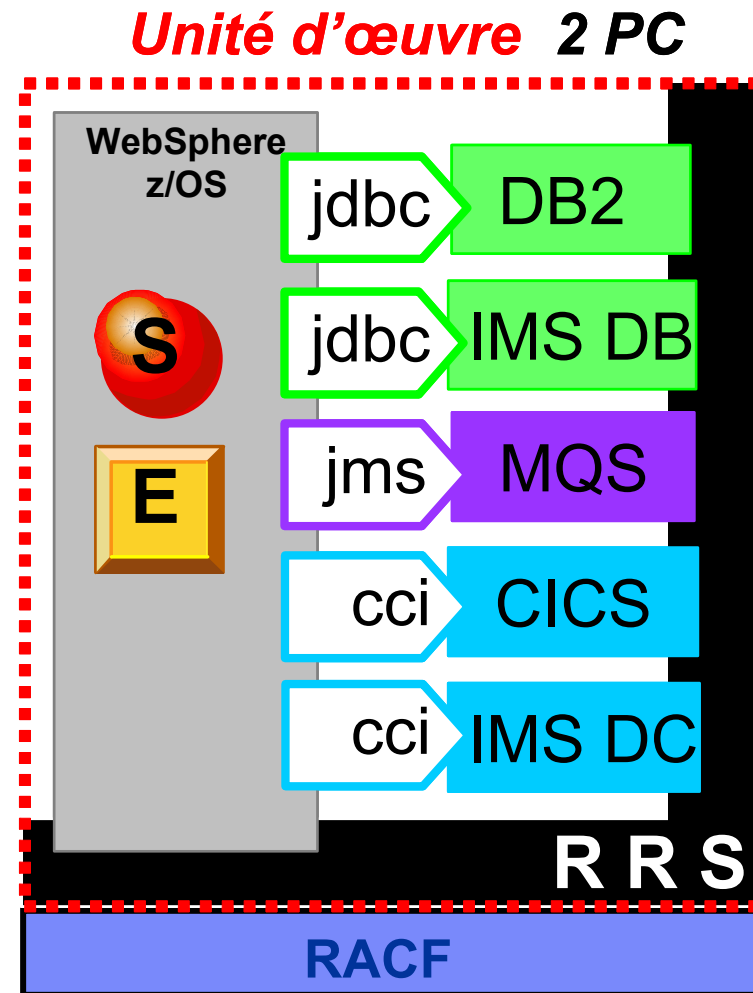 Unité d’œuvre 2 PC
WebSphere
z/OS
jdbc DB2
S
jdbc IMS DB
E
jms MQS
cci CICS
cci IMS DC
R R S
RACF